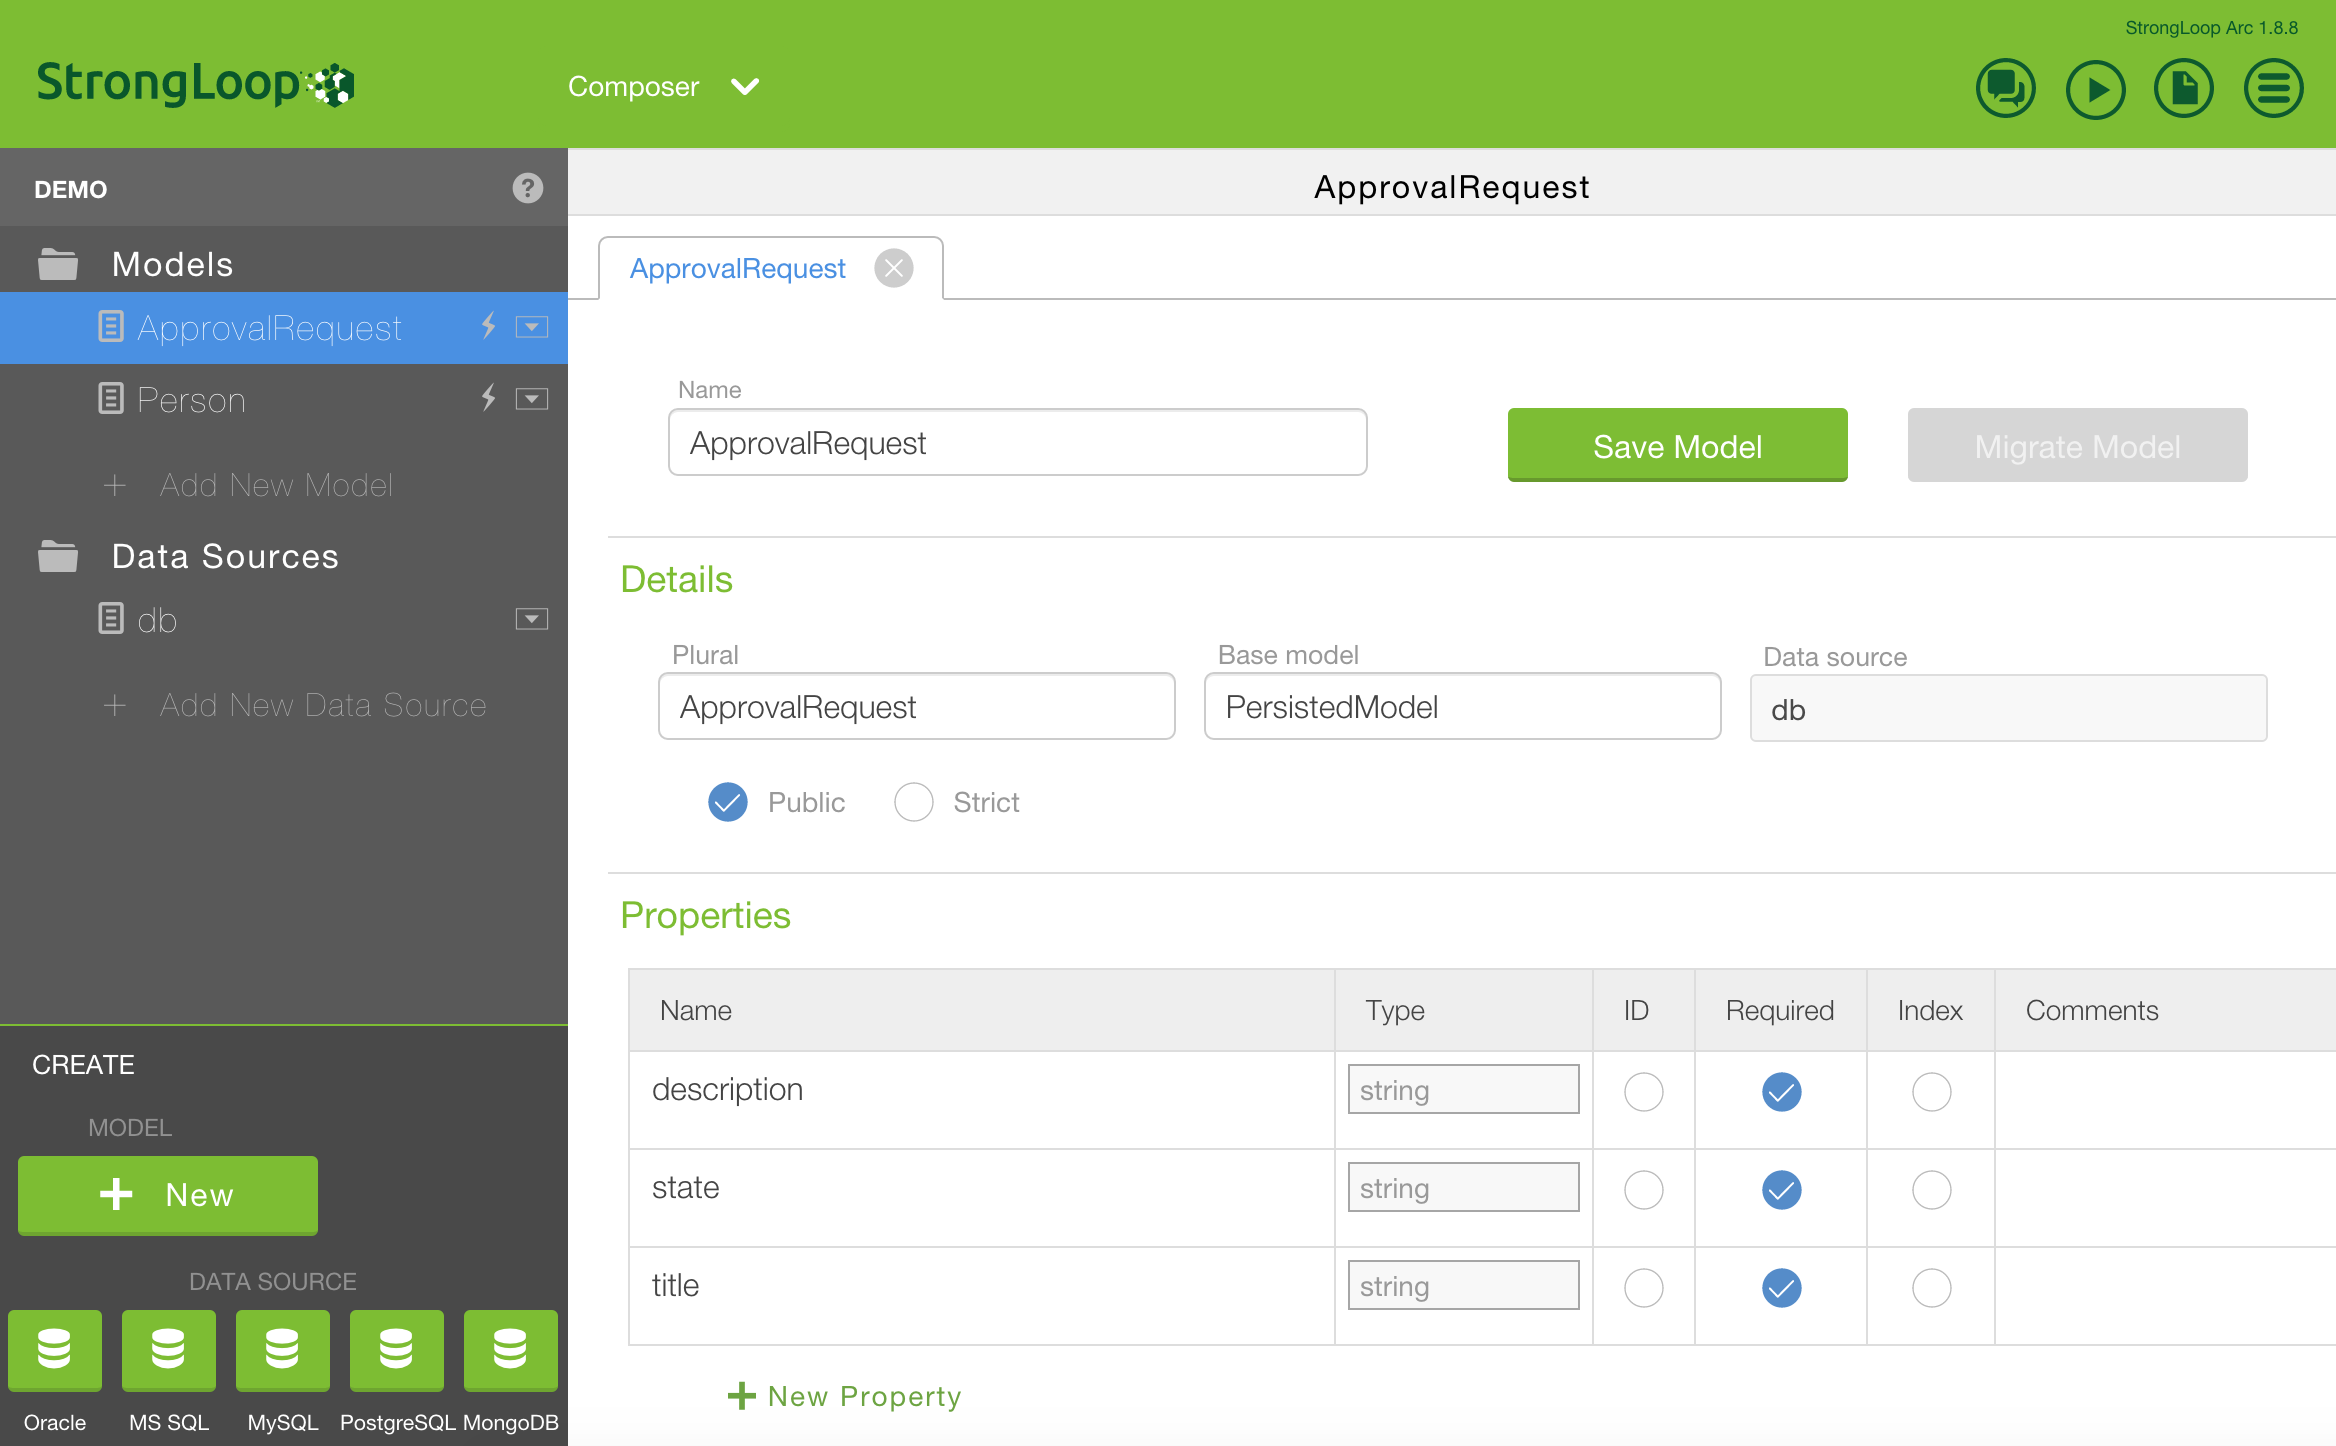 StrongLoop Arc 1.8.8
StrongLoop
Composer
DEMO
?
ApprovalRequest
Models
ApprovalRequest
Person
+ Add New Model
Data Sources
db
+ Add New Data Source
CREATE
MODEL
+ New
DATA SOURCE
Oracle MS SQL MySQL PostgreSQL MongoDB
ApprovalRequest
Name
ApprovalRequest
Save Model Migrate Model
Details
Plural Base model Data source
ApprovalRequest PersistedModel db
Public Strict
Properties
Name Type ID Required Index Comments
description string
state string
title string
+ New Property